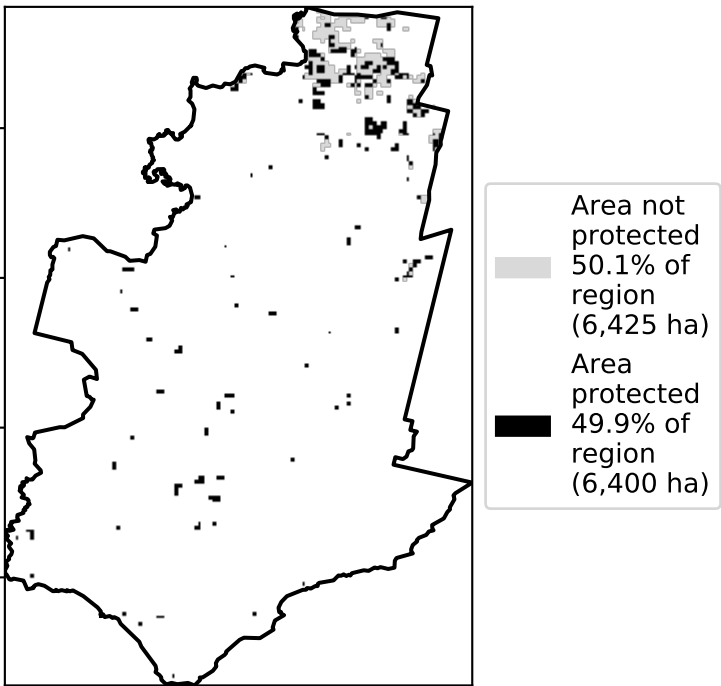 Area not
protected
50.1% of
region
(6,425 ha)
Area
protected
49.9% of
region
(6,400 ha)